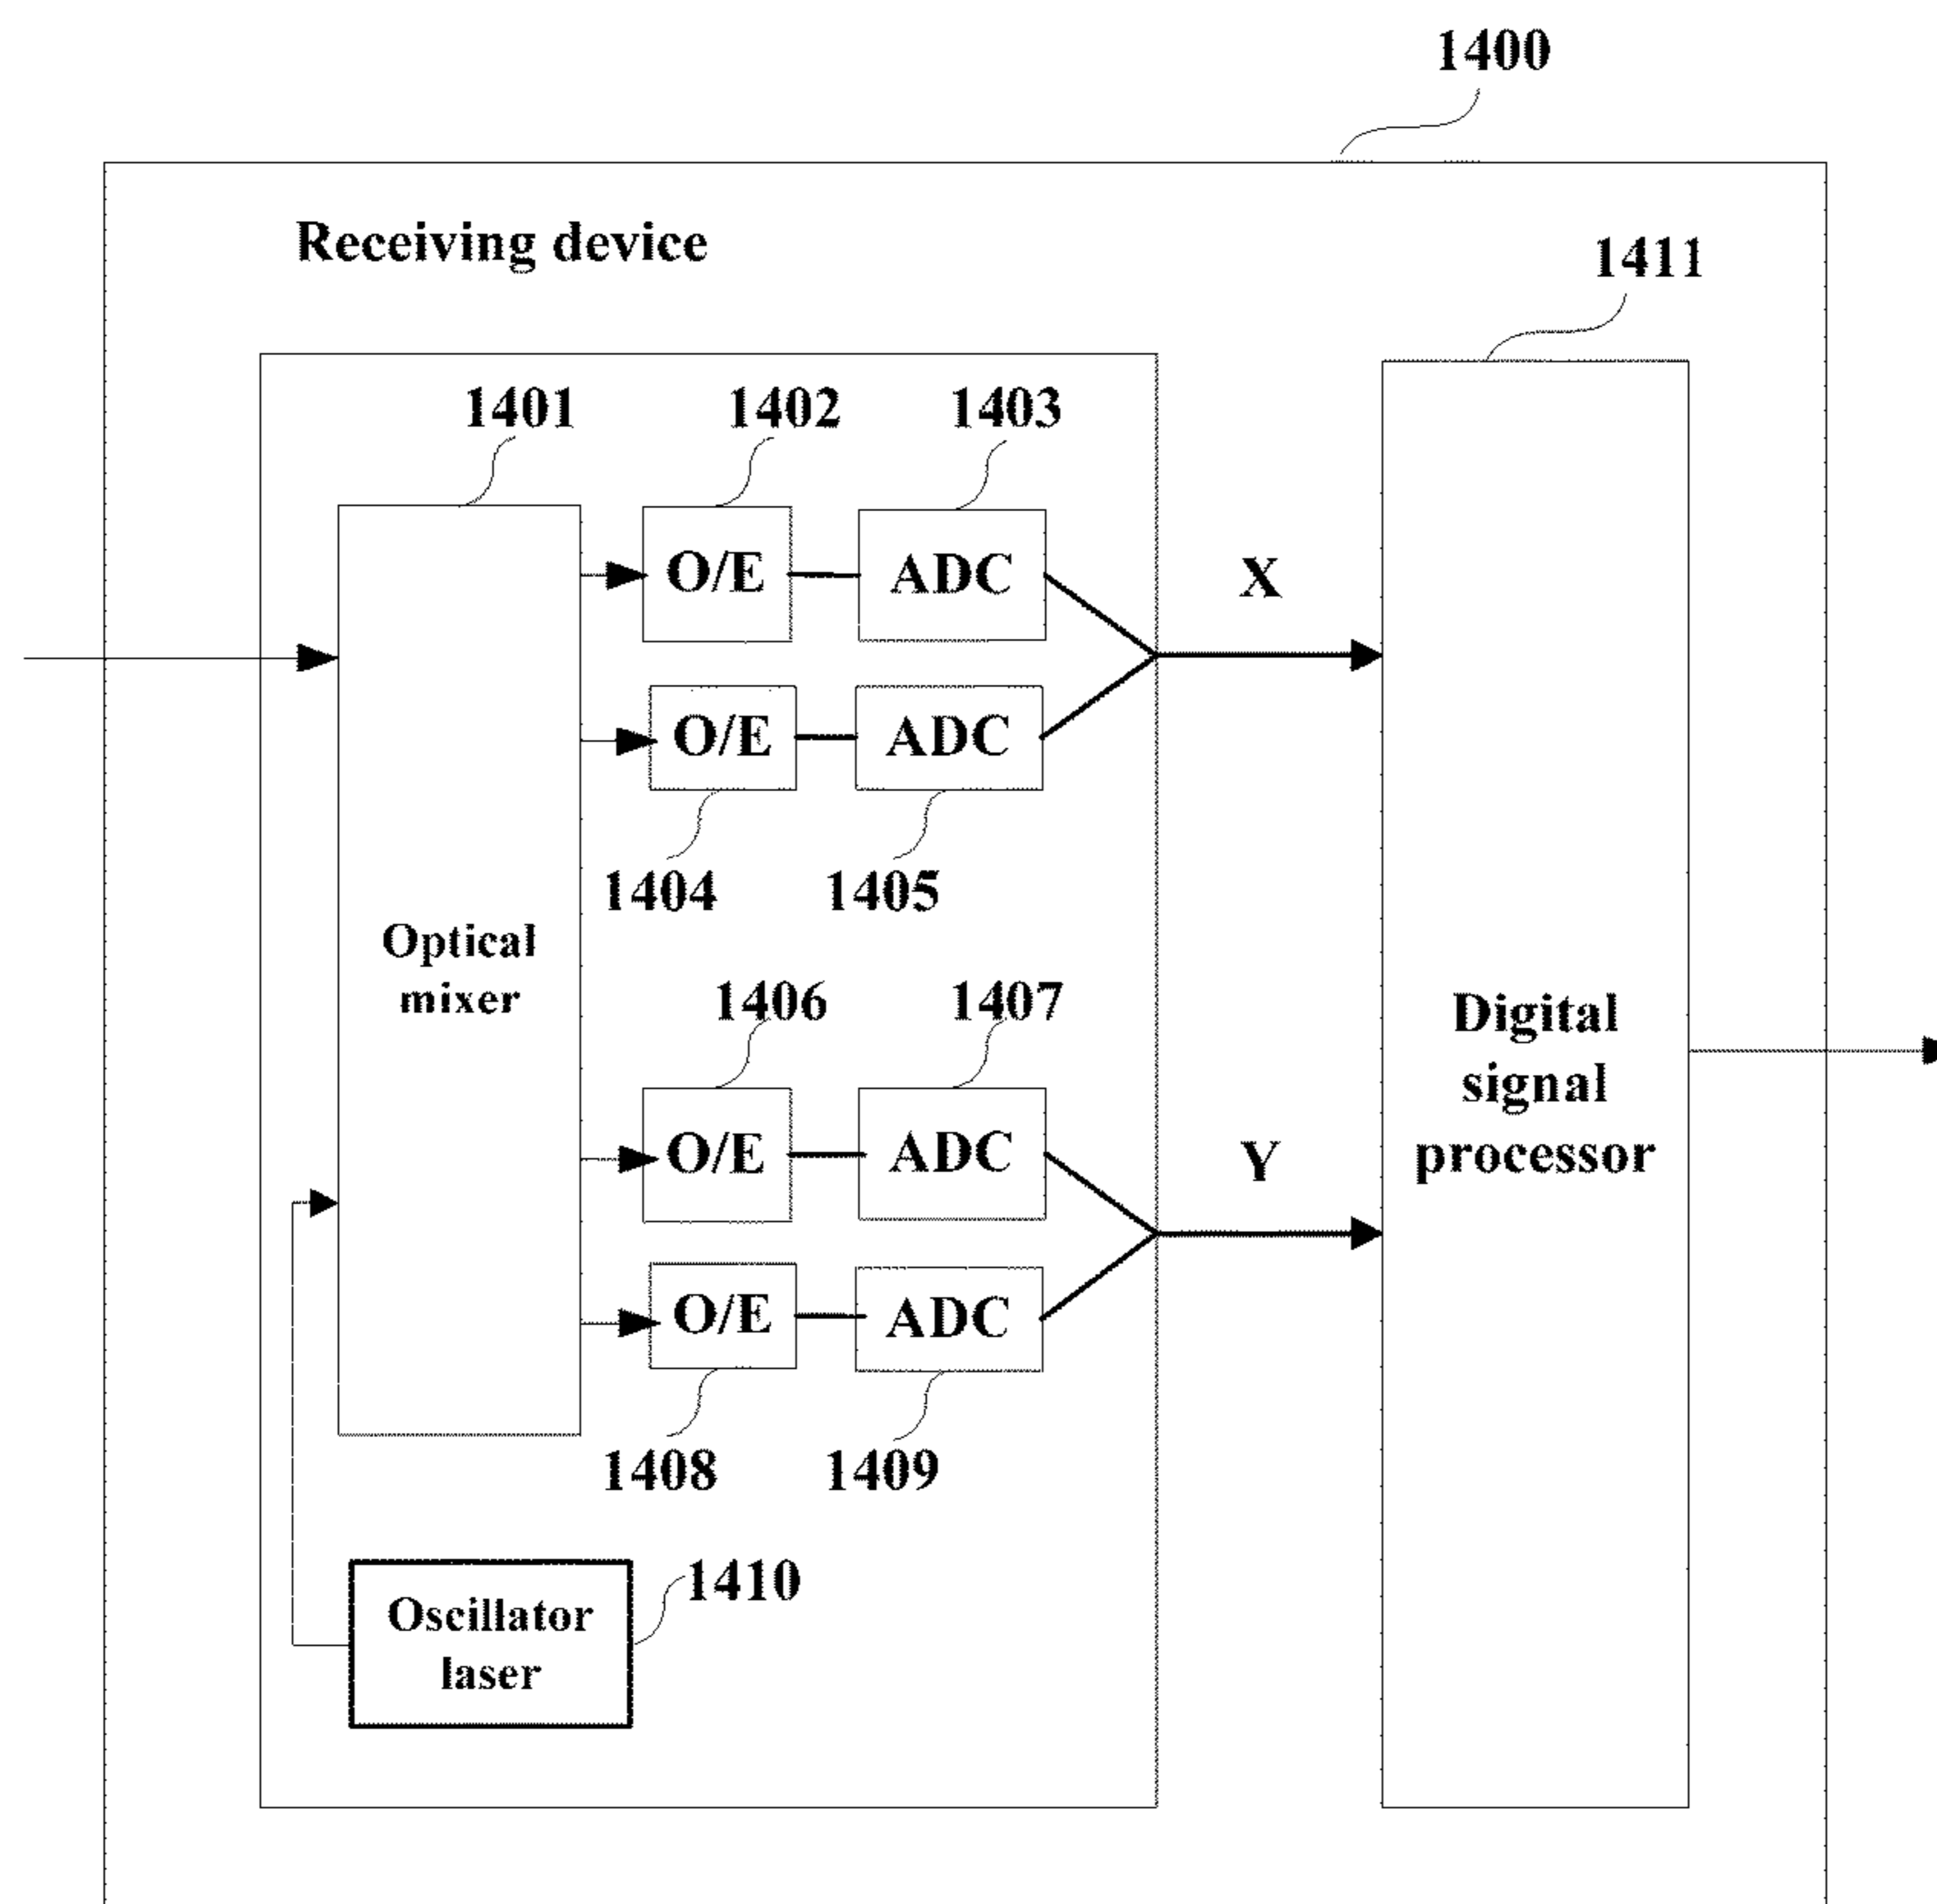 1400
Receiving device
1411
1401
1402
1403
O/E
ADC
X
O/E
ADC
1404
1405
Optical
mixer
1406
1407
Digital
signal
processor
O/E
ADC
Y
O/E
ADC
1408
1409
1410
Oscillator
laser